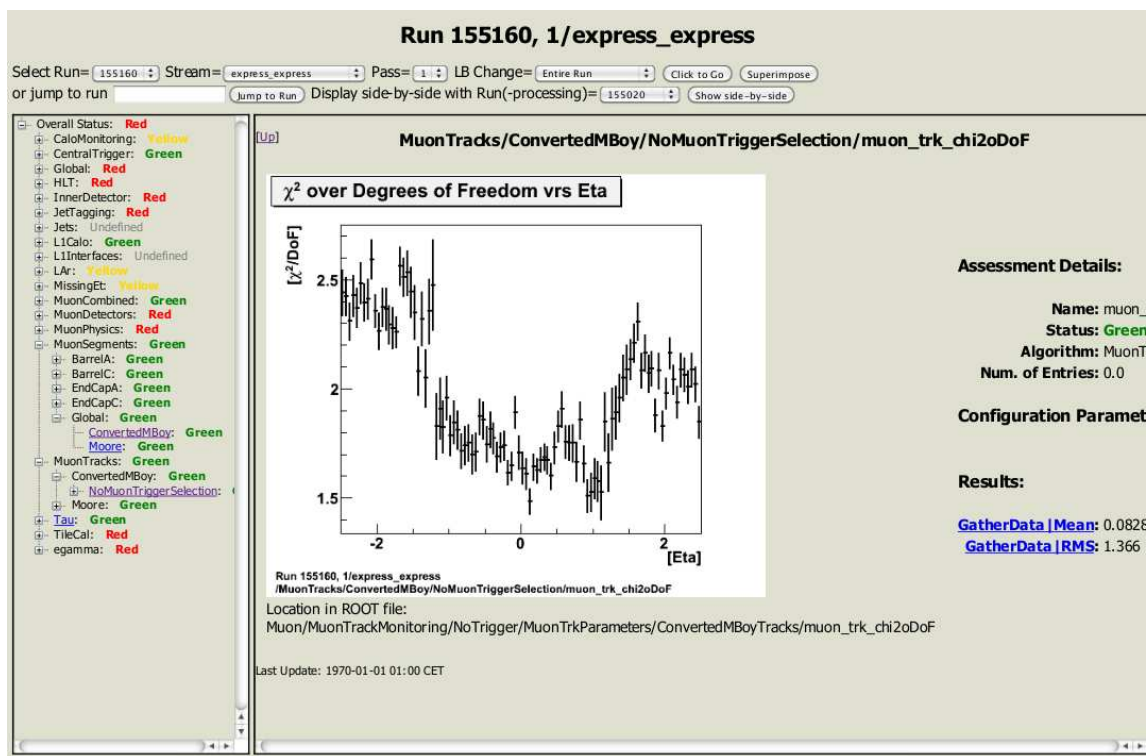 Run 155160, 1/express_express
Select Run= 155160 Stream= express_express Pass= 1 LB Change= Entire Run Click to Go Superimpose
or jump to run Jump to Run Display side-by-side with Run(-processing)= 155020 Show side-by-side
Overall Status: Red
CaloMonitoring: Yellow
CentralTrigger: Green
Global: Red
HLT: Red
InnerDetector: Red
JetTagging: Red
Jets: Undefined
L1Calo: Green
L1Interfaces: Undefined
LAr: Yellow
MissingEt: Yellow
MuonCombined: Green
MuonDetectors: Red
MuonPhysics: Red
MuonSegments: Green
BarrelA: Green
BarrelC: Green
EndCapA: Green
EndCapC: Green
Global: Green
ConvertedMBoy: Green
Moore: Green
MuonTracks: Green
ConvertedMBoy: Green
NoMuonTriggerSelection:
Moore: Green
Tau: Green
TileCal: Red
egamma: Red
[Up]
MuonTracks/ConvertedMBoy/NoMuonTriggerSelection/muon_trk_chi2oDoF
χ² over Degrees of Freedom vrs Eta
[χ²/DoF]
2.5
2
1.5
-2 0 2
[Eta]
Run 155160, 1/express_express
/MuonTracks/ConvertedMBoy/NoMuonTriggerSelection/muon_trk_chi2oDoF
Location in ROOT file:
Muon/MuonTrackMonitoring/NoTrigger/MuonTrkParameters/ConvertedMBoyTracks/muon_trk_chi2oDoF
Last Update: 1970-01-01 01:00 CET
Assessment Details:
Name: muon_
Status: Green
Algorithm: MuonT
Num. of Entries: 0.0
Configuration Paramet
Results:
GatherData|Mean: 0.0828
GatherData|RMS: 1.366